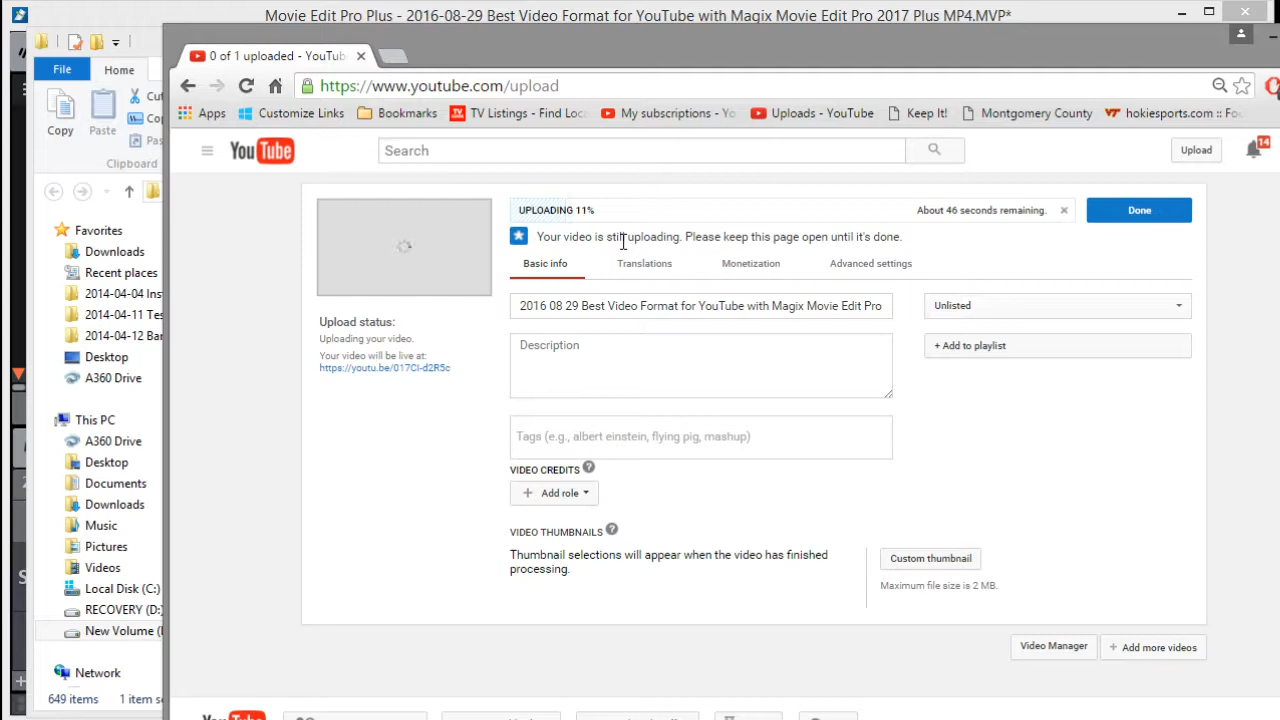 Movie Edit Pro Plus - 2016-08-29 Best Video Format for YouTube with Magix Movie Edit Pro 2017 Plus MP4.MVP*
0 of 1 uploaded - YouTub
https://www.youtube.com/upload
Apps Customize Links Bookmarks TV Listings - Find Loc My subscriptions - Yo Uploads - YouTube Keep It! Montgomery County hokiesports.com :: Fo
File Home
Copy Paste Cut
Clipboard
YouTube Search Upload 14
UPLOADING 11% About 46 seconds remaining. Done
Your video is still uploading. Please keep this page open until it's done.
Basic info Translations Monetization Advanced settings
2016 08 29 Best Video Format for YouTube with Magix Movie Edit Pro Unlisted
Description + Add to playlist
Upload status:
Uploading your video.
Your video will be live at:
https://youtu.be/017CI-d2R5c
Tags (e.g., albert einstein, flying pig, mashup)
VIDEO CREDITS ?
+ Add role
VIDEO THUMBNAILS ?
Thumbnail selections will appear when the video has finished
processing.
Custom thumbnail
Maximum file size is 2 MB.
Video Manager + Add more videos
Favorites
Downloads
Recent places
2014-04-04 Ins
2014-04-11 Tes
2014-04-12 Bar
Desktop
A360 Drive
This PC
A360 Drive
Desktop
Documents
Downloads
Music
Pictures
Videos
Local Disk (C:)
RECOVERY (D:)
New Volume (
Network
649 items 1 item se
YouTube